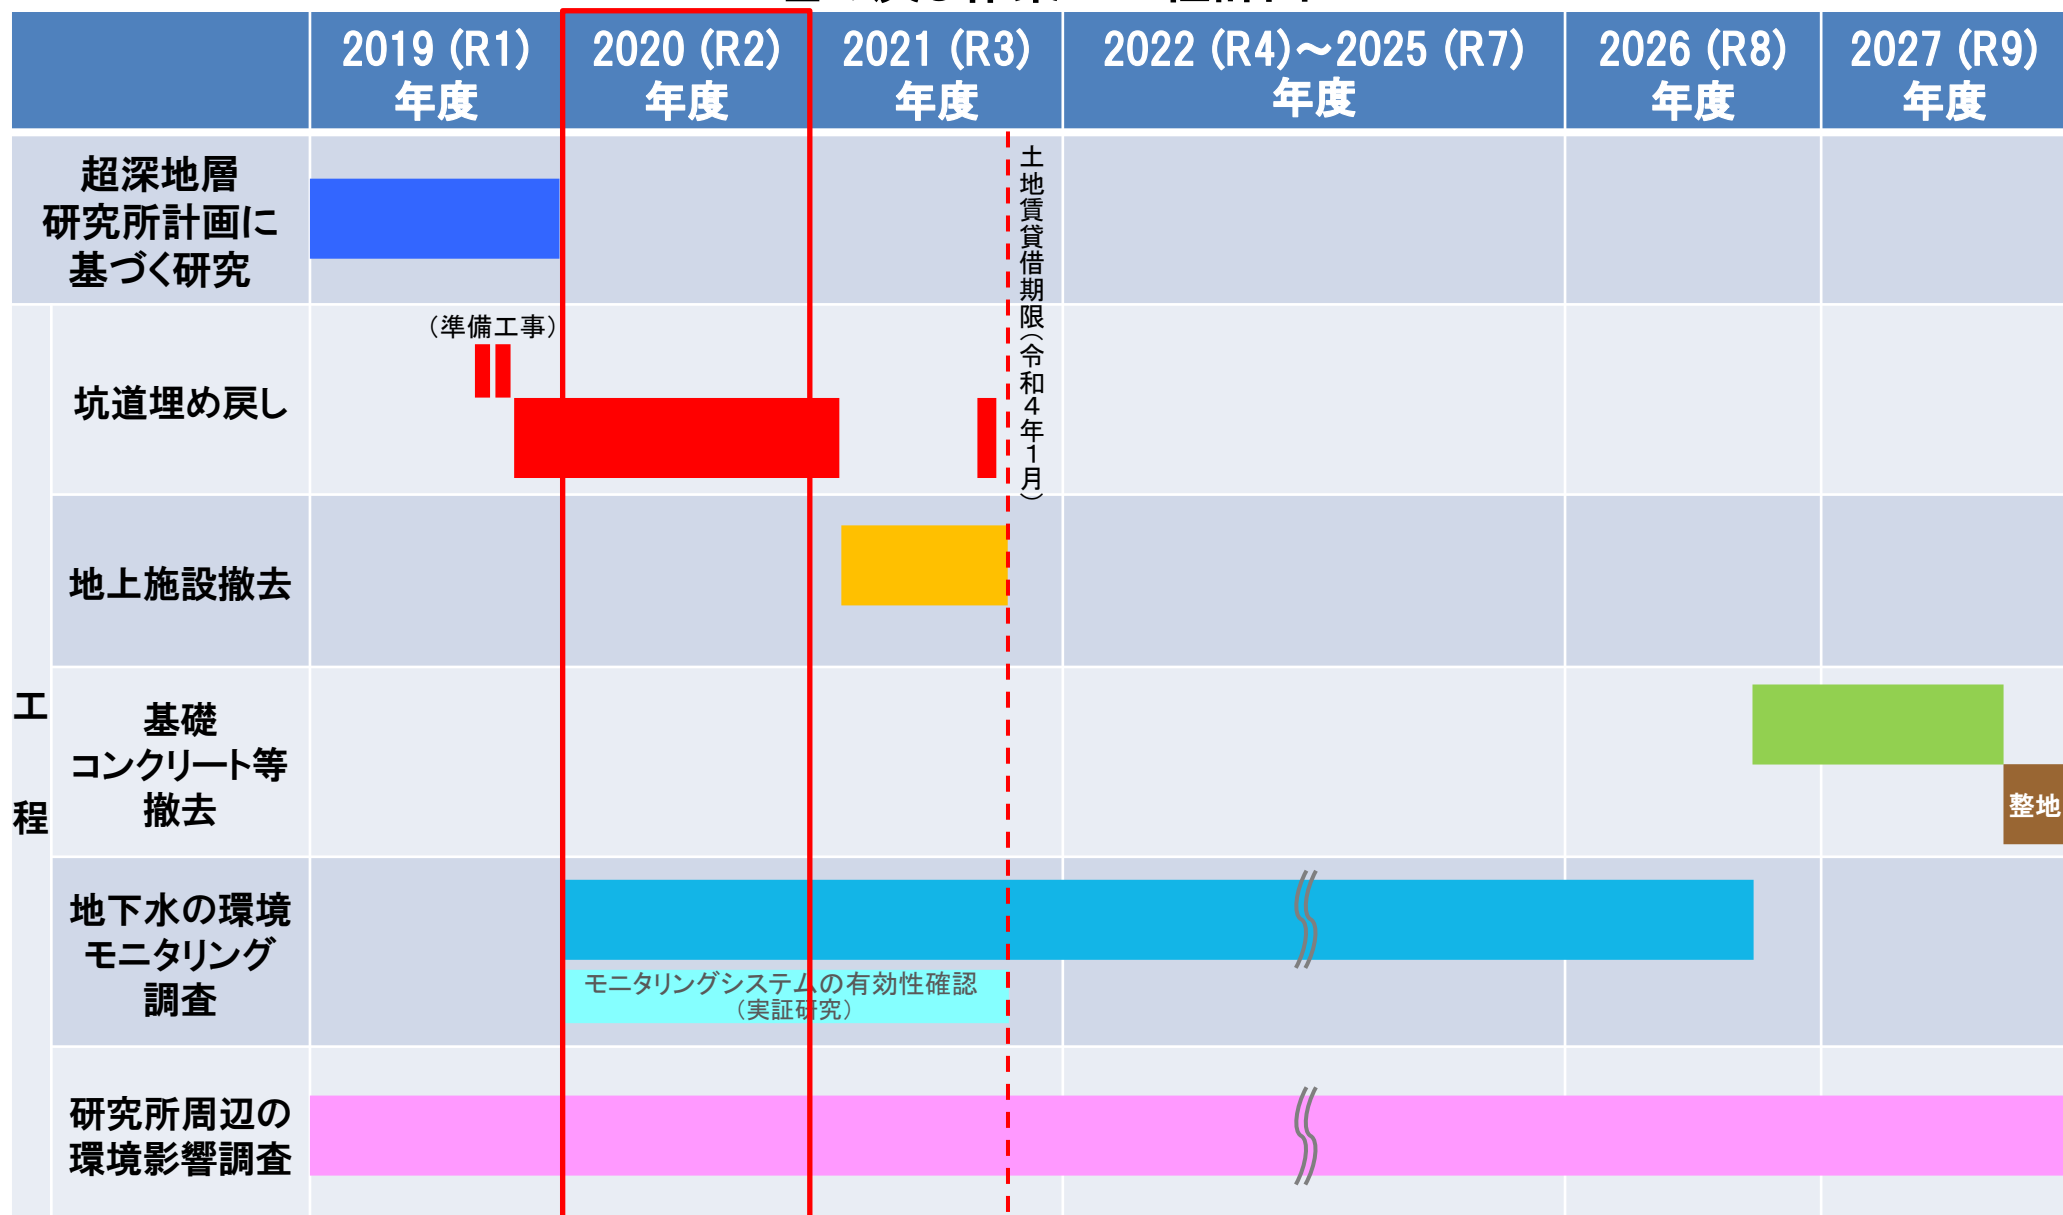 2019 (R1)
年度
2020 (R2)
年度
2021 (R3)
年度
2022 (R4)～2025 (R7)
年度
2026 (R8)
年度
2027 (R9)
年度
超深地層
研究所計画に
基づく研究
土地賃貸借期限（令和４年１月）
工程
（準備工事）
坑道埋め戻し
地上施設撤去
基礎
コンクリート等
撤去
整地
地下水の環境
モニタリング
調査
モニタリングシステムの有効性確認
（実証研究）
研究所周辺の
環境影響調査